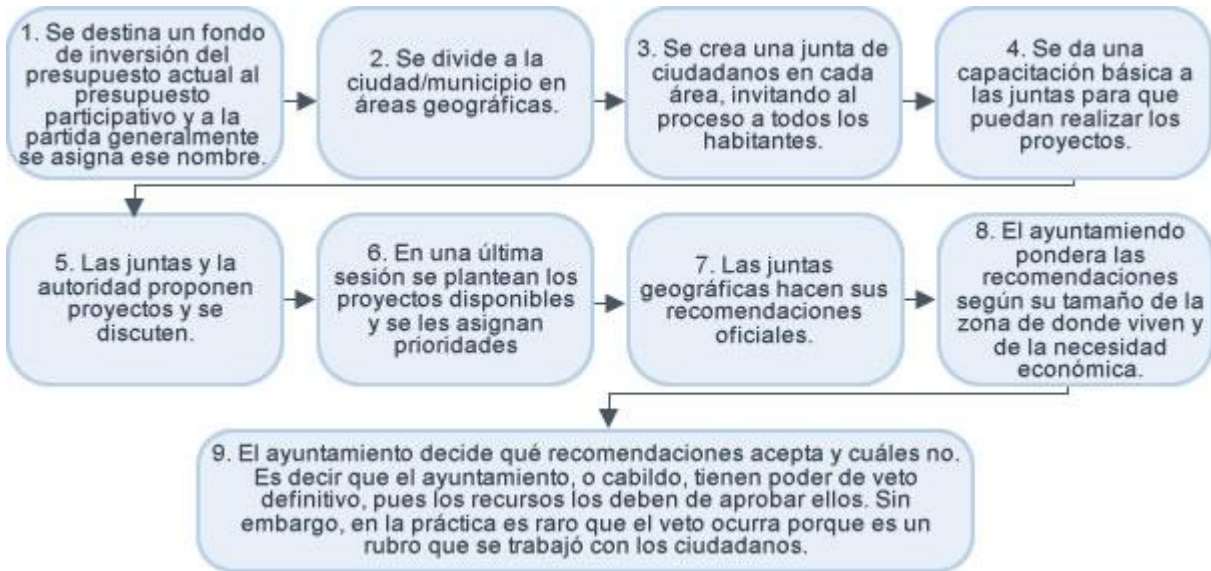 1. Se destina un fondo
de inversión del
presupuesto actual al
presupuesto
participativo y a la
partida generalmente
se asigna ese nombre.
2. Se divide a la
ciudad/municipio en
áreas geográficas.
3. Se crea una junta de
ciudadanos en cada
área, invitando al
proceso a todos los
habitantes.
4. Se da una
capacitación básica a
las juntas para que
puedan realizar los
proyectos.
5. Las juntas y la
autoridad proponen
proyectos y se
discuten.
6. En una última
sesión se plantean los
proyectos disponibles
y se les asignan
prioridades
7. Las juntas
geográficas hacen sus
recomendaciones
oficiales.
8. El ayuntamiendo
pondera las
recomendaciones
según su tamaño de la
zona de donde viven y
de la necesidad
económica.
9. El ayuntamiento decide qué recomendaciones acepta y cuáles no.
Es decir que el ayuntamiento, o cabildo, tienen poder de veto
definitivo, pues los recursos los deben de aprobar ellos. Sin
embargo, en la práctica es raro que el veto ocurra porque es un
rubro que se trabajó con los ciudadanos.